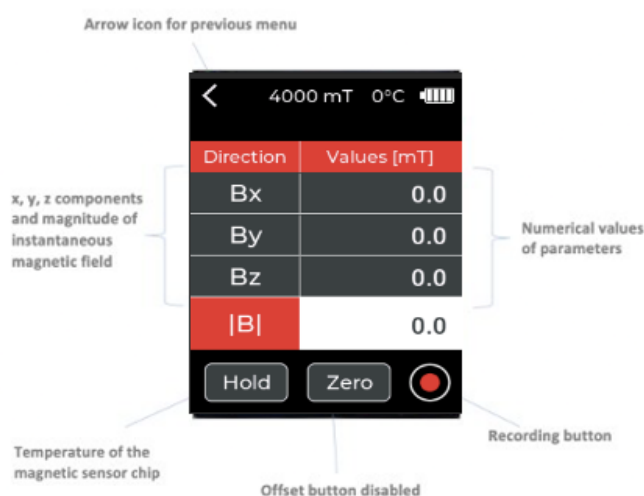 Arrow icon for previous menu
4000 mT 0°C
Direction Values [mT]
x, y, z components
and magnitude of
instantaneous
magnetic field
Bx 0.0
By 0.0
Bz 0.0
|B| 0.0
Numerical values
of parameters
Hold Zero
Recording button
Temperature of the
magnetic sensor chip
Offset button disabled